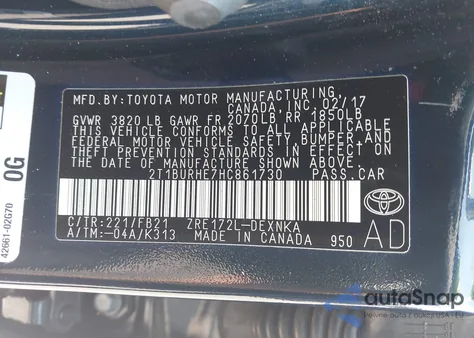 MFD.BY:TOYOTA MOTOR MANUFACTURING,
CANADA,INC. 02/17
GVWR 3820 LB GAWR FR 2070LB RR 1850LB
THIS VEHICLE CONFORMS TO ALL APPLICABLE
FEDERAL MOTOR VEHICLE SAFETY, BUMPER AND
THEFT PREVENTION STANDARDS IN EFFECT ON
THE DATE OF MANUFACTURE SHOWN ABOVE.
2T1BURHE7HC861730 PASS.CAR
C/TR:221/FB21 ZRE172L-DEXNKA
A/TM:-04A/K313 MADE IN CANADA 950
AD
42661-02G70
0G
autoSnap